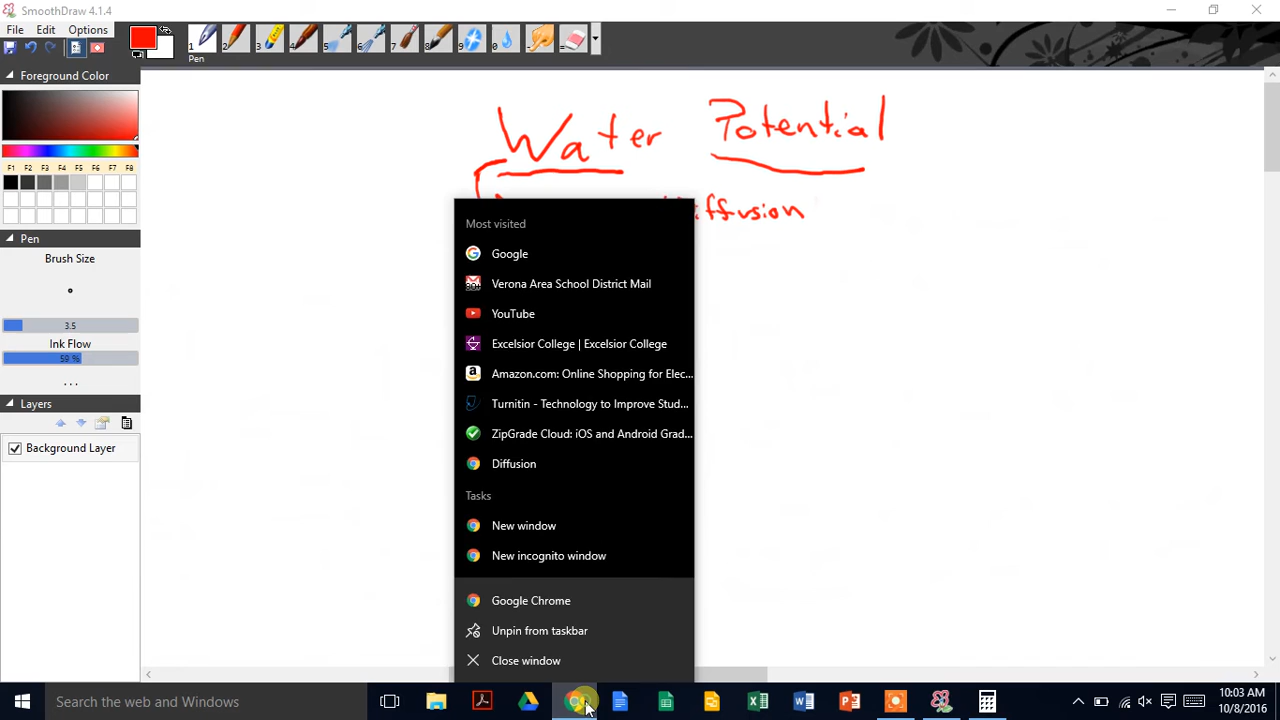 SmoothDraw 4.1.4
File Edit Options
Pen
Foreground Color
F1 F2 F3 F4 F5 F6 F7 F8
Pen
Brush Size
3.5
Ink Flow
59 %
...
Layers
Background Layer
Water Potential
Diffusion
Most visited
Google
Verona Area School District Mail
YouTube
Excelsior College | Excelsior College
Amazon.com: Online Shopping for Elec...
Turnitin - Technology to Improve Stud...
ZipGrade Cloud: iOS and Android Grad...
Diffusion
Tasks
New window
New incognito window
Google Chrome
Unpin from taskbar
Close window
Search the web and Windows
10:03 AM
10/8/2016